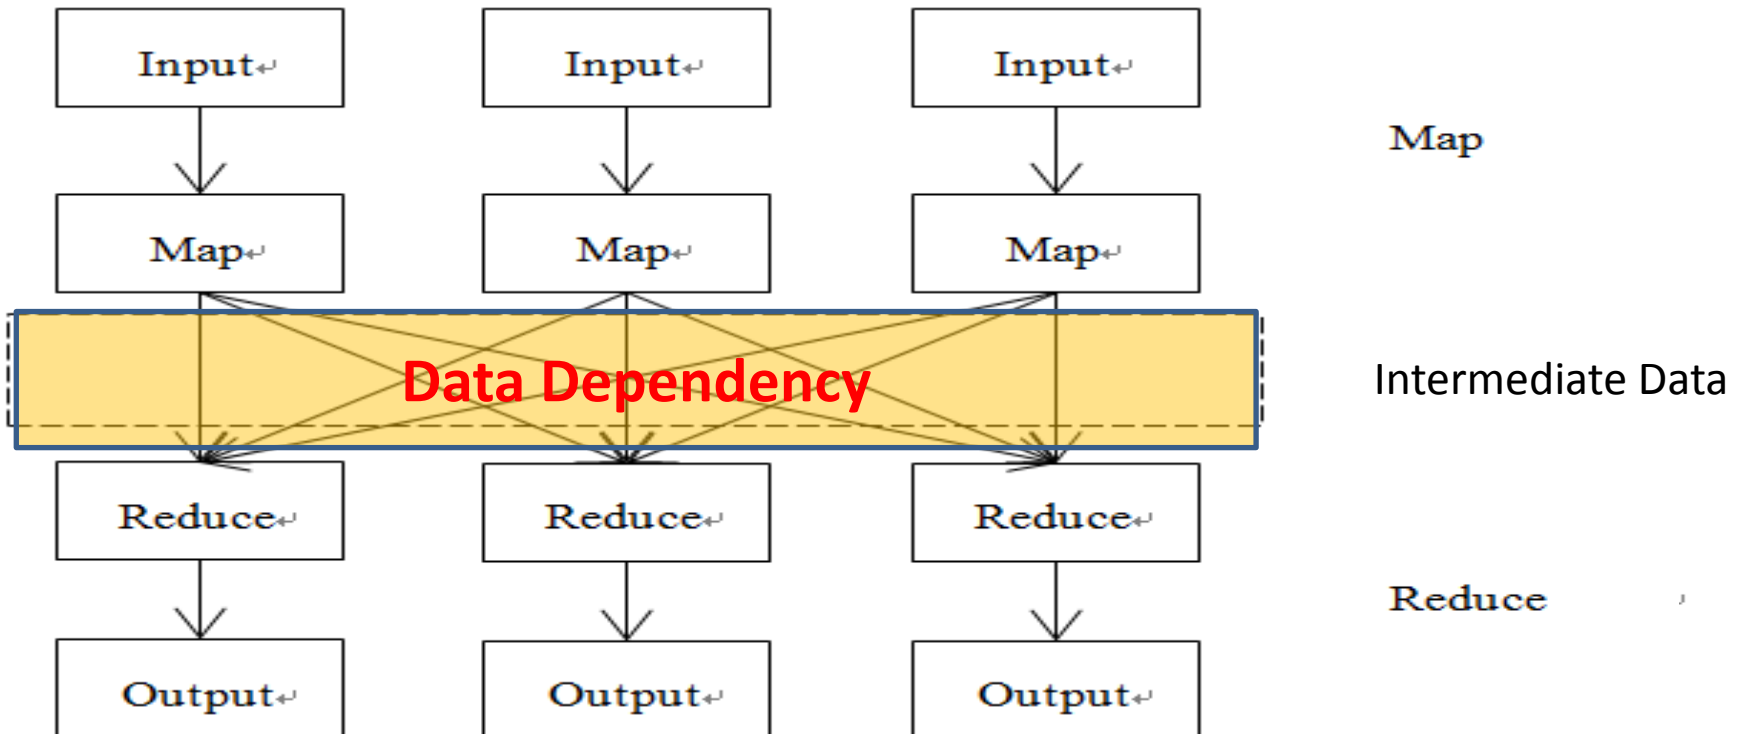 Input Input Input
Map
Map Map Map
Data Dependency
Intermediate Data
Reduce Reduce Reduce
Reduce
Output Output Output